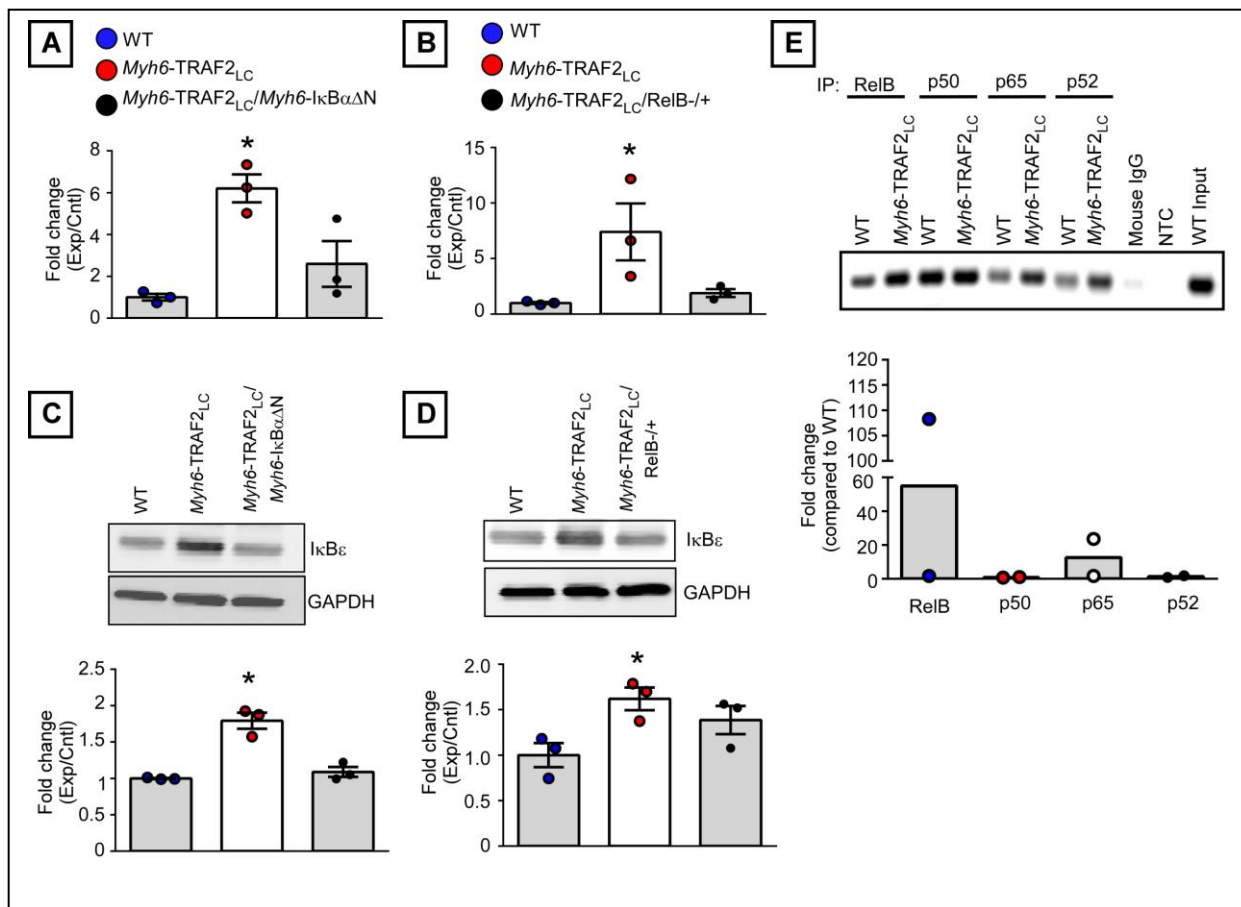 A
WT
Myh6-TRAF2LC
Myh6-TRAF2LC/Myh6-IκBαΔN
Fold change
(Exp/Cntl)
8
6
4
2
0
*
B
WT
Myh6-TRAF2LC
Myh6-TRAF2LC/RelB-/+
Fold change
(Exp/Cntl)
15
10
5
0
*
C
WT
Myh6-TRAF2LC
Myh6-TRAF2LC/
Myh6-IκBαΔN
IκBε
GAPDH
Fold change
(Exp/Cntl)
2.5
2
1.5
1
0.5
0
*
D
WT
Myh6-TRAF2LC
Myh6-TRAF2LC/
RelB-/+
IκBε
GAPDH
Fold change
(Exp/Cntl)
2.0
1.5
1.0
0.5
0
*
E
IP: RelB p50 p65 p52
WT
Myh6-TRAF2LC
WT
Myh6-TRAF2LC
WT
Myh6-TRAF2LC
WT
Myh6-TRAF2LC
Mouse IgG
NTC
WT Input
Fold change
(compared to WT)
120
115
110
105
100
60
40
20
0
RelB p50 p65 p52